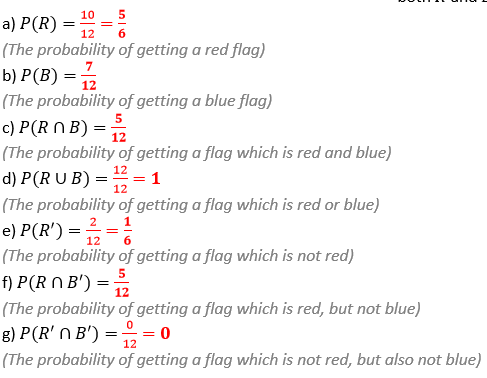 a) P(R) = 10/12 = 5/6
(The probability of getting a red flag)
b) P(B) = 7/12
(The probability of getting a blue flag)
c) P(R ∩ B) = 5/12
(The probability of getting a flag which is red and blue)
d) P(R ∪ B) = 12/12 = 1
(The probability of getting a flag which is red or blue)
e) P(R′) = 2/12 = 1/6
(The probability of getting a flag which is not red)
f) P(R ∩ B′) = 5/12
(The probability of getting a flag which is red, but not blue)
g) P(R′ ∩ B′) = 0/12 = 0
(The probability of getting a flag which is not red, but also not blue)